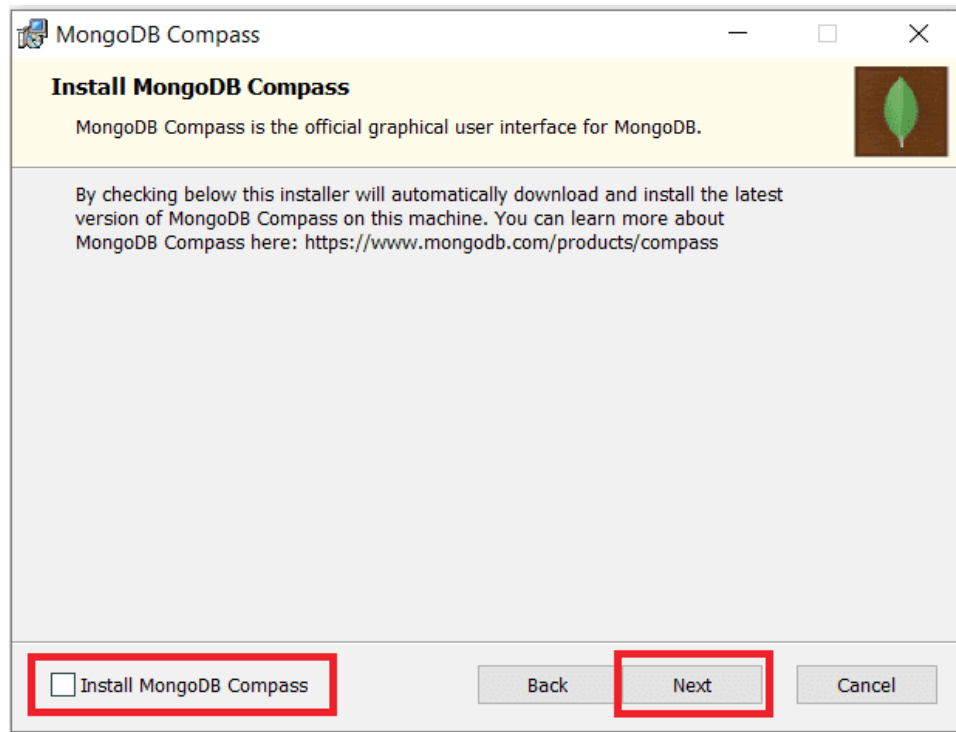 MongoDB Compass
Install MongoDB Compass
MongoDB Compass is the official graphical user interface for MongoDB.
By checking below this installer will automatically download and install the latest
version of MongoDB Compass on this machine. You can learn more about
MongoDB Compass here: https://www.mongodb.com/products/compass
Install MongoDB Compass
Back
Next
Cancel